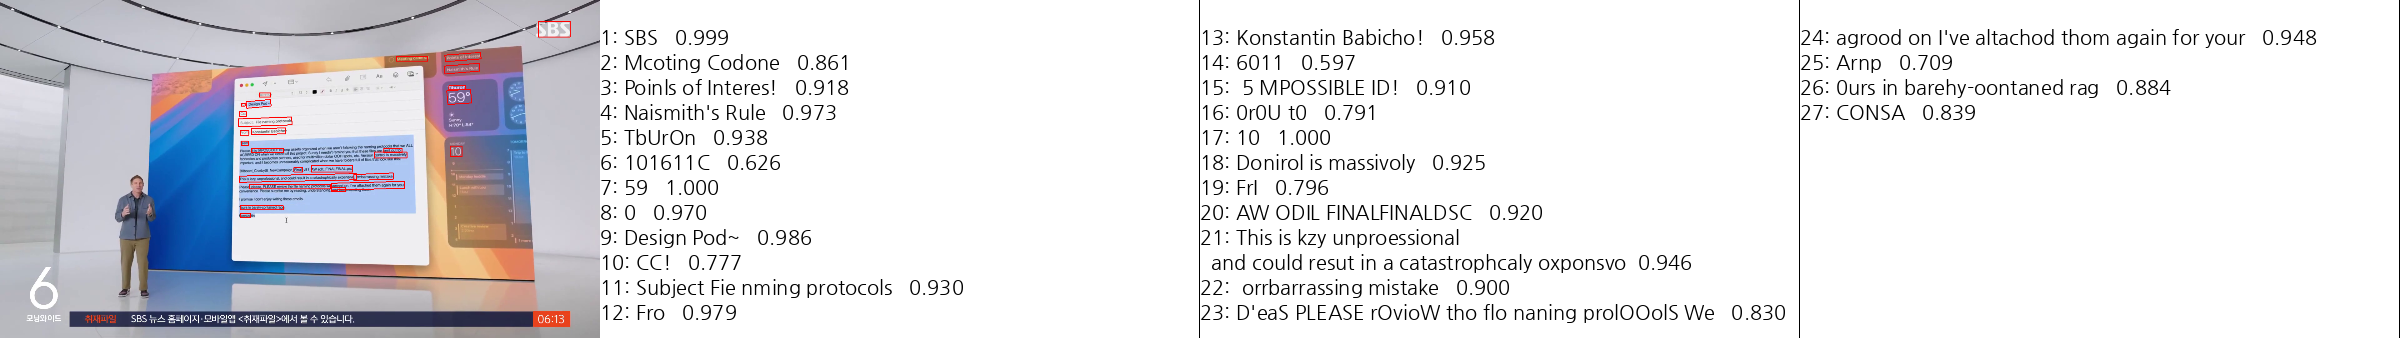 SBS
59°
10
6
모닝와이드
취재파일 SBS 뉴스 홈페이지·모바일앱 <취재파일>에서 볼 수 있습니다. 06:13
1: SBS 0.999
2: Mcoting Codone 0.861
3: Poinls of Interes! 0.918
4: Naismith's Rule 0.973
5: TbUrOn 0.938
6: 101611C 0.626
7: 59 1.000
8: 0 0.970
9: Design Pod~ 0.986
10: CC! 0.777
11: Subject Fie nming protocols 0.930
12: Fro 0.979
13: Konstantin Babicho! 0.958
14: 6011 0.597
15: 5 MPOSSIBLE ID! 0.910
16: 0r0U t0 0.791
17: 10 1.000
18: Donirol is massivoly 0.925
19: Frl 0.796
20: AW ODIL FINALFINALDSC 0.920
21: This is kzy unproessional
and could resut in a catastrophcaly oxponsvo 0.946
22: orrbarrassing mistake 0.900
23: D'eaS PLEASE rOvioW tho flo naning prolOOolS We 0.830
24: agrood on I've altachod thom again for your 0.948
25: Arnp 0.709
26: 0urs in barehy-oontaned rag 0.884
27: CONSA 0.839